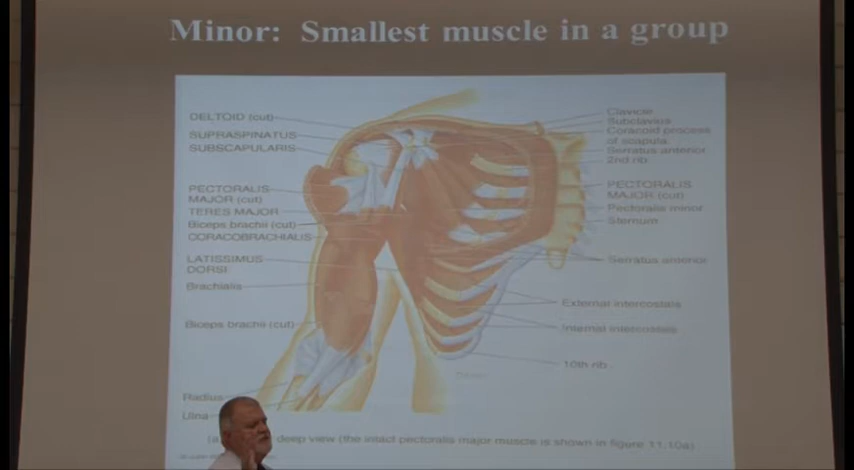 Minor: Smallest muscle in a group
DELTOID (cut)
SUPRASPINATUS
SUBSCAPULARIS
PECTORALIS
MAJOR (cut)
TERES MAJOR
Biceps brachii (cut)
CORACOBRACHIALIS
LATISSIMUS
DORSI
Brachialis
Biceps brachii (cut)
Radius
Ulna
Clavicle
Subclavius
Coracoid process
of scapula
Serratus anterior
2nd rib
PECTORALIS
MAJOR (cut)
Pectoralis minor
Sternum
Serratus anterior
External intercostals
Internal intercostals
10th rib
deep view (the intact pectoralis major muscle is shown in figure 11.10a)